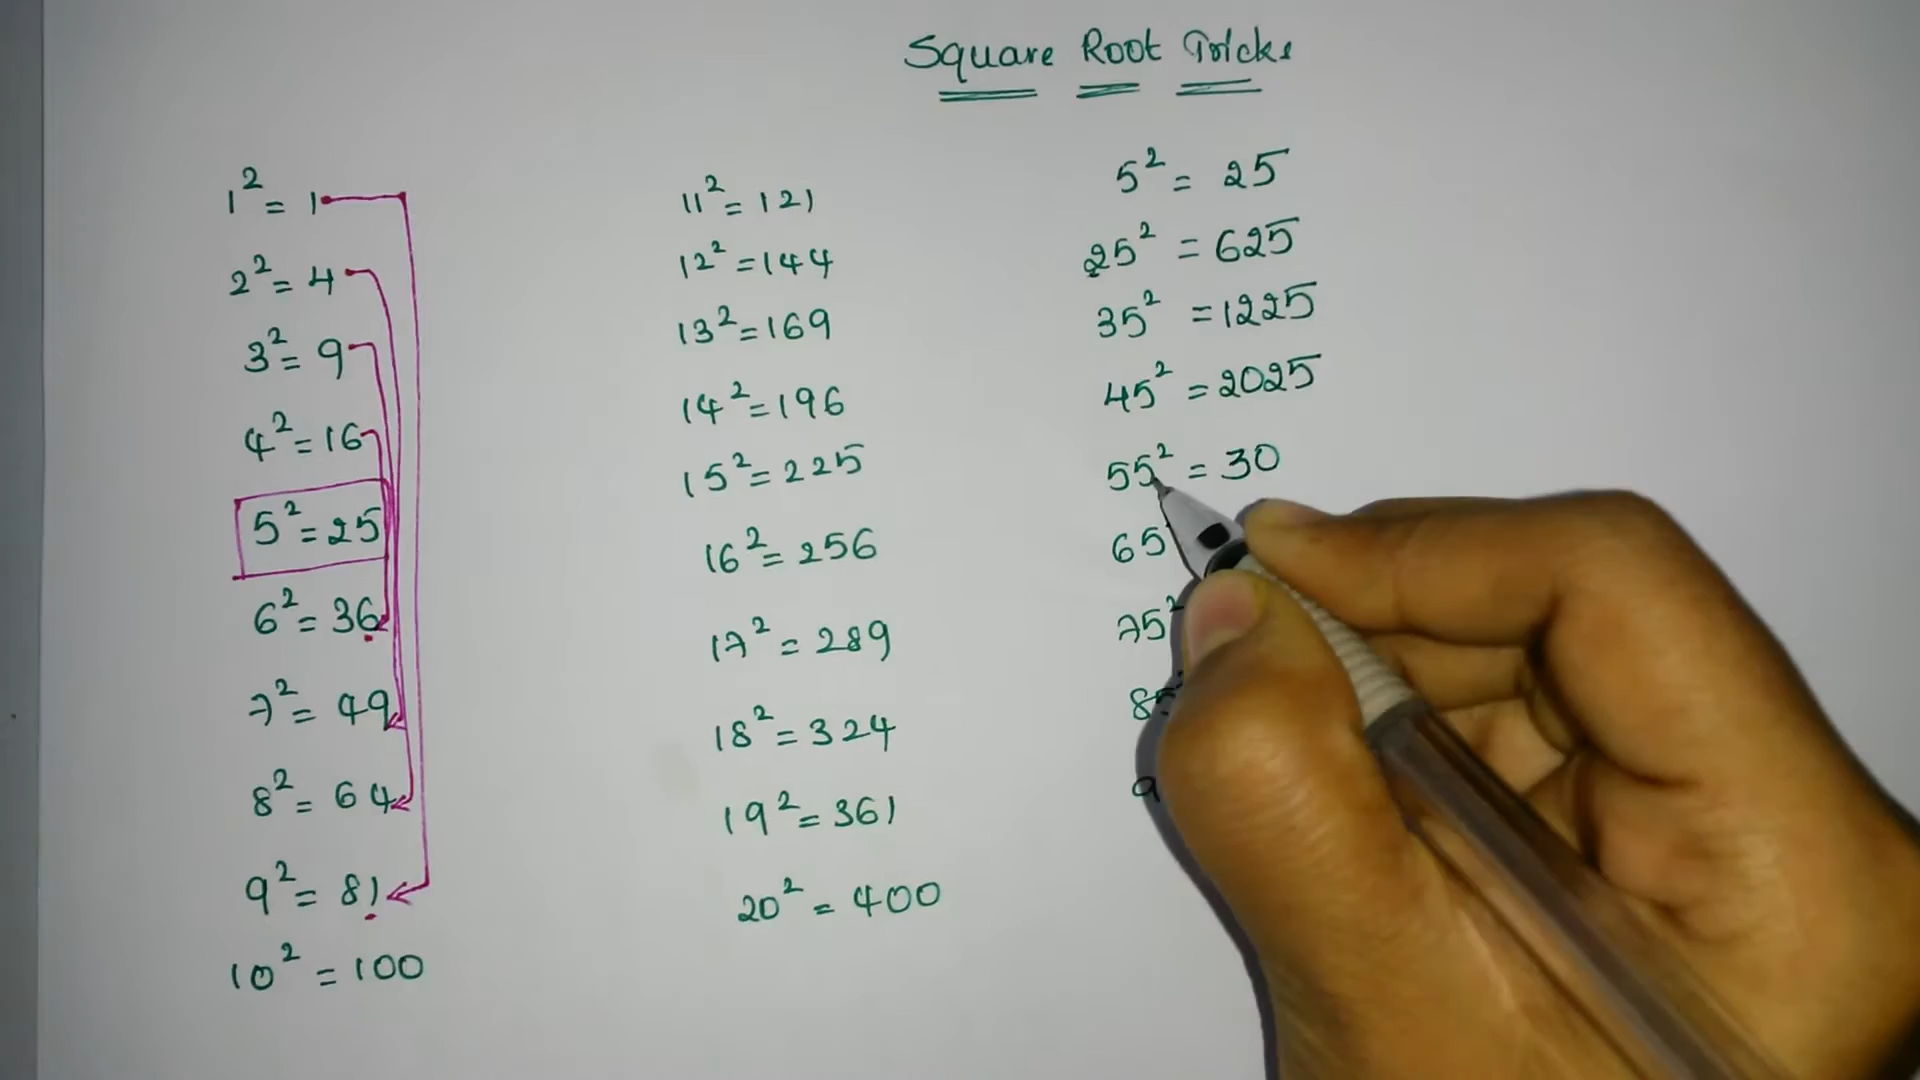 Square Root Tricks
1² = 1
2² = 4
3² = 9
4² = 16
5² = 25
6² = 36
7² = 49
8² = 64
9² = 81
10² = 100
11² = 121
12² = 144
13² = 169
14² = 196
15² = 225
16² = 256
17² = 289
18² = 324
19² = 361
20² = 400
5² = 25
25² = 625
35² = 1225
45² = 2025
55² = 30
65
75²
85
9